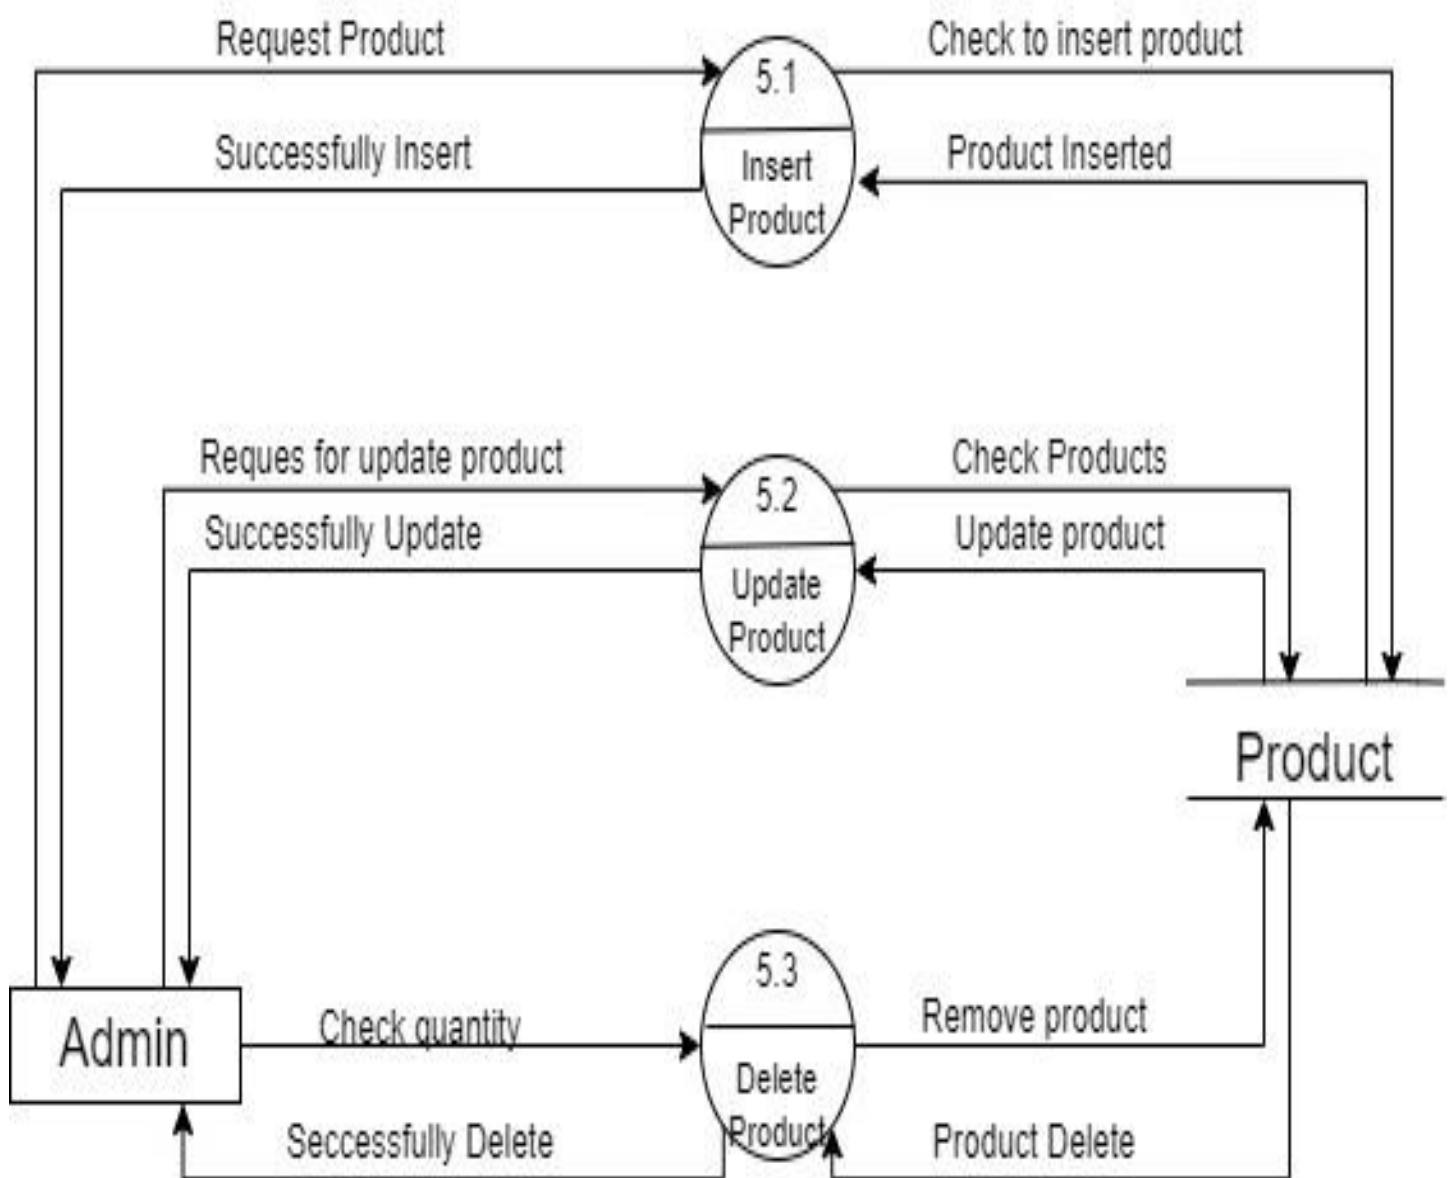 Request Product
Check to insert product
5.1
Successfully Insert
Insert
Product
Product Inserted
Reques for update product
Check Products
5.2
Successfully Update
Update product
Update
Product
Product
5.3
Admin
Check quantity
Remove product
Delete
Product
Seccessfully Delete
Product Delete